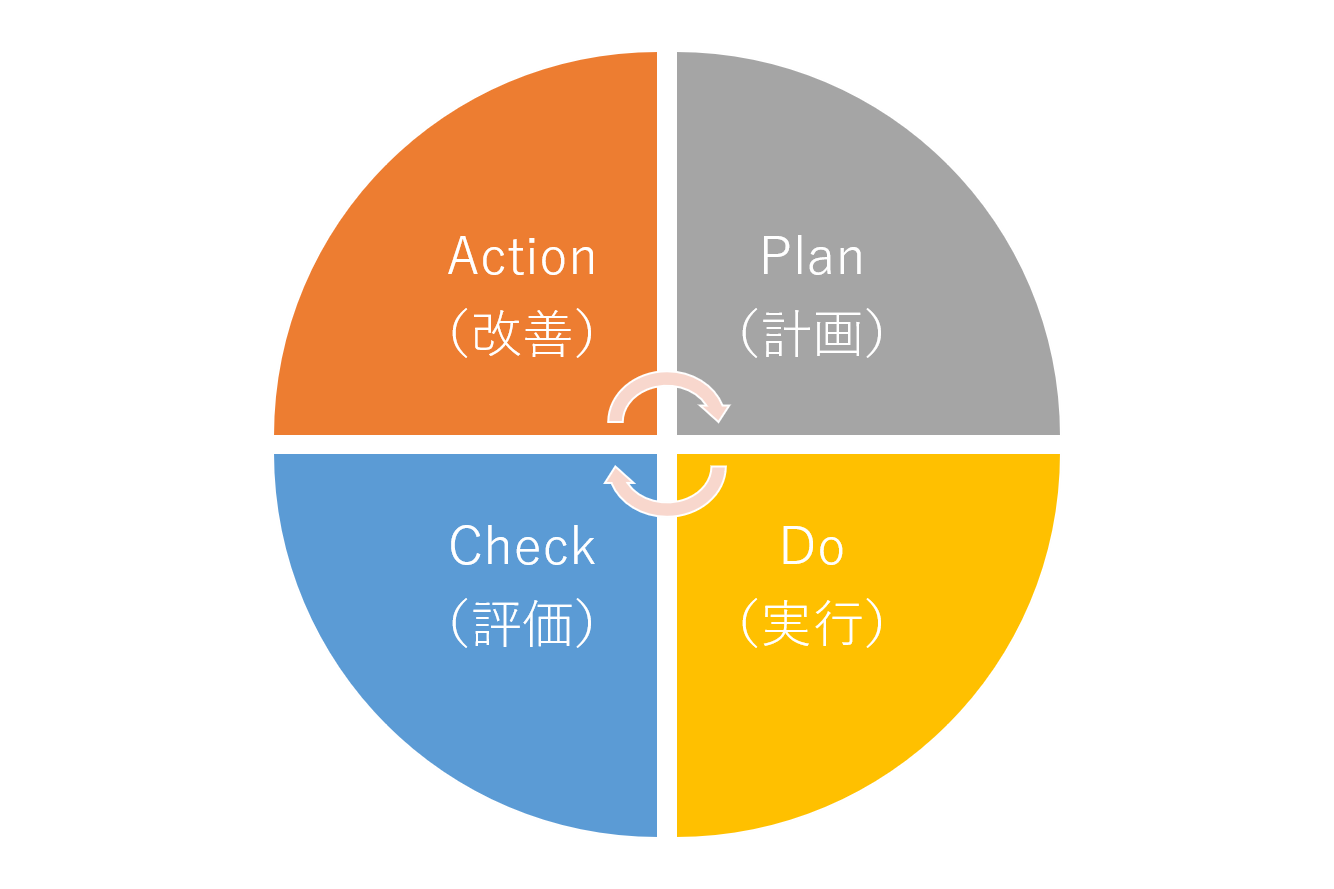 Action
（改善）
Plan
（計画）
Check
（評価）
Do
（実行）